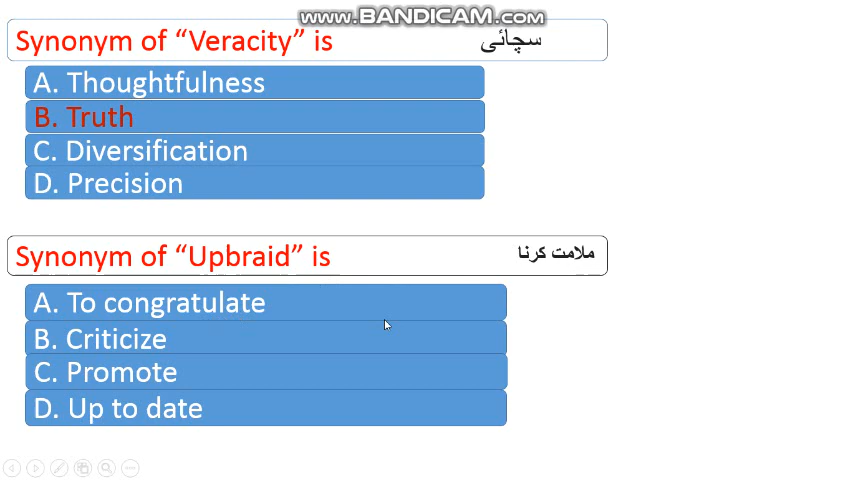 www.BANDICAM.com
Synonym of “Veracity” is سچائی
A. Thoughtfulness
B. Truth
C. Diversification
D. Precision
Synonym of “Upbraid” is ملامت کرنا
A. To congratulate
B. Criticize
C. Promote
D. Up to date